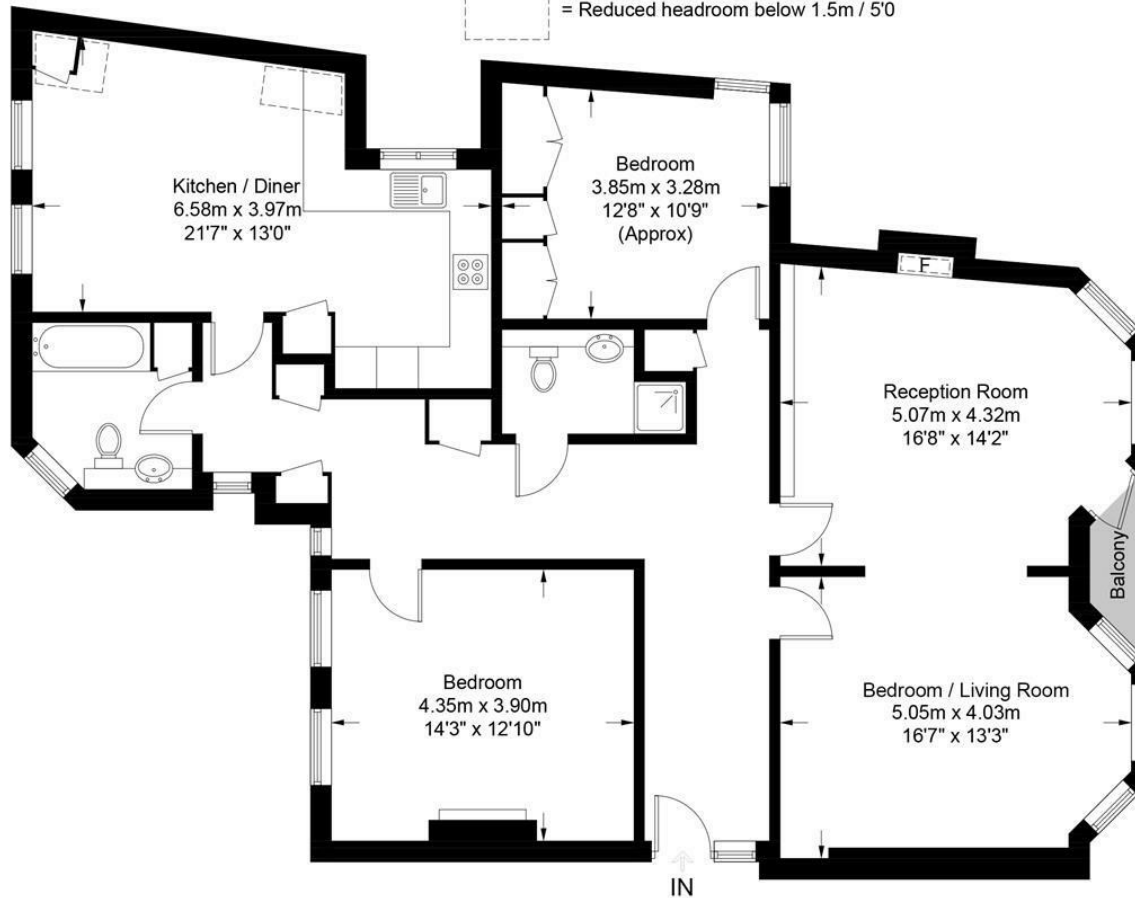 = Reduced headroom below 1.5m / 5'0
Kitchen / Diner
6.58m x 3.97m
21'7" x 13'0"
Bedroom
3.85m x 3.28m
12'8" x 10'9"
(Approx)
F
Reception Room
5.07m x 4.32m
16'8" x 14'2"
Balcony
Bedroom
4.35m x 3.90m
14'3" x 12'10"
Bedroom / Living Room
5.05m x 4.03m
16'7" x 13'3"
IN